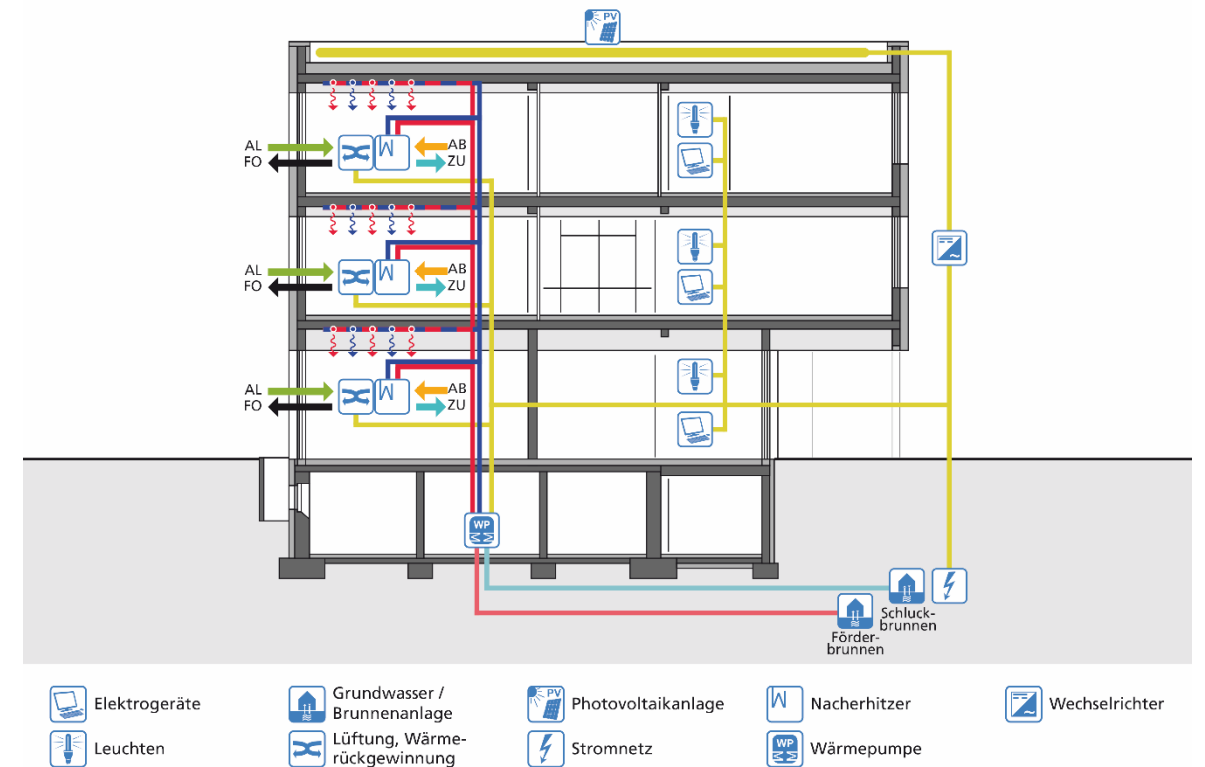 PV
AL
FO
AB
ZU
AL
FO
AB
ZU
AL
FO
AB
ZU
WP
Schluck-
brunnen
Förder-
brunnen
Elektrogeräte
Grundwasser /
Brunnenanlage
PV
Photovoltaikanlage
Nacherhitzer
Wechselrichter
Leuchten
Lüftung, Wärme-
rückgewinnung
Stromnetz
WP
Wärmepumpe